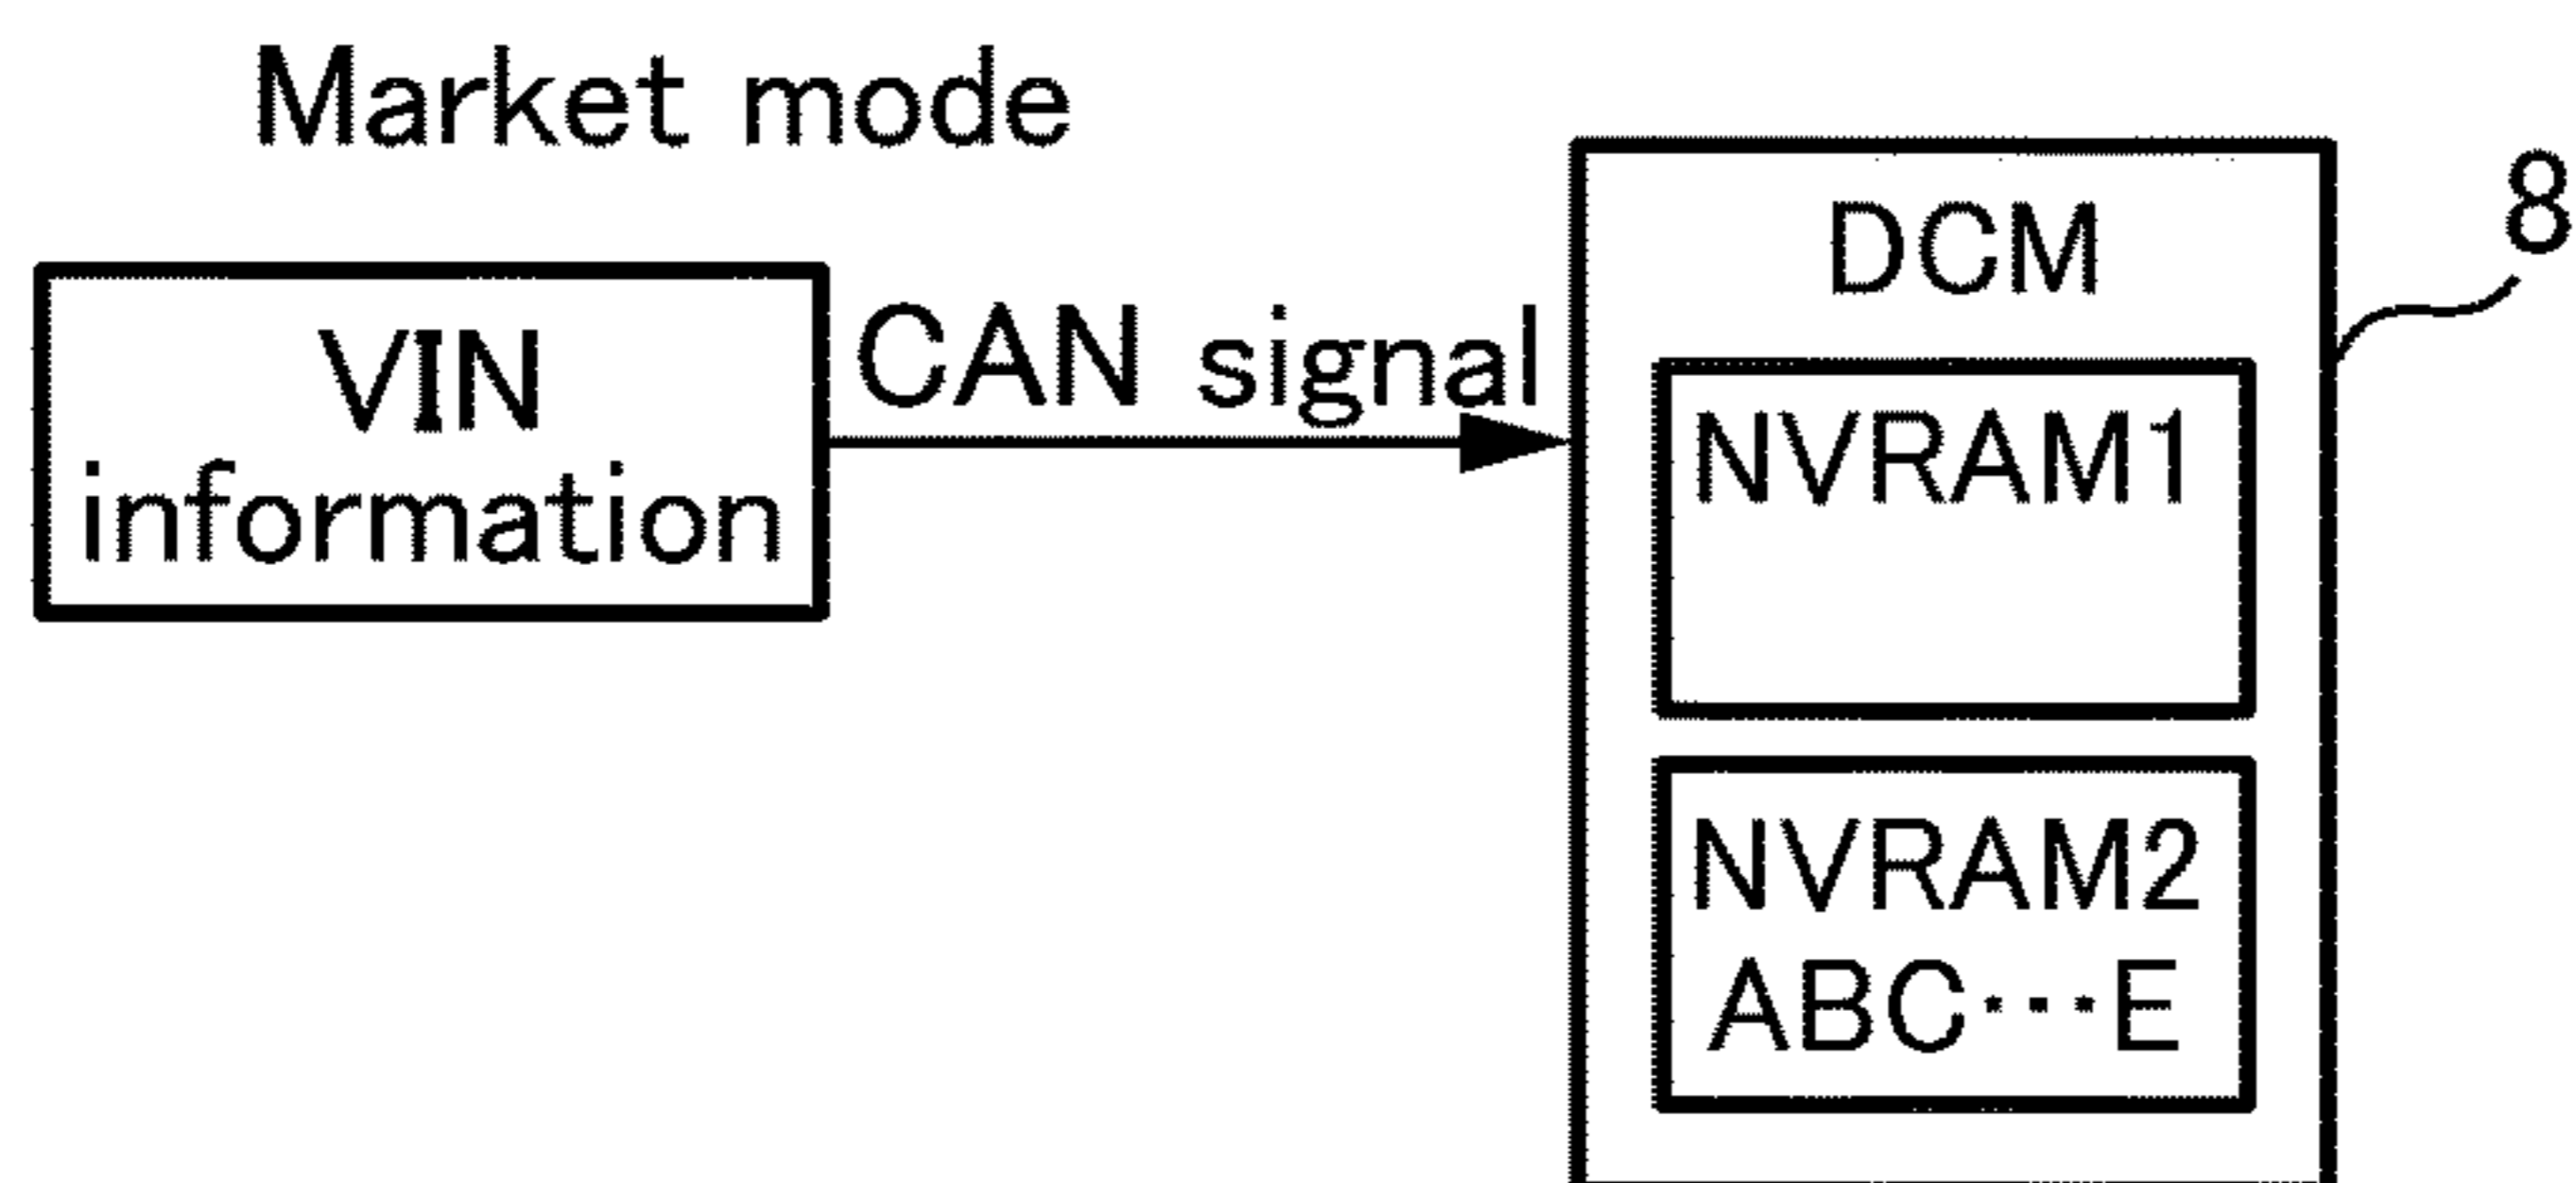 Market mode
VIN
information
CAN signal
DCM
8
NVRAM1
NVRAM2
ABC･･･E